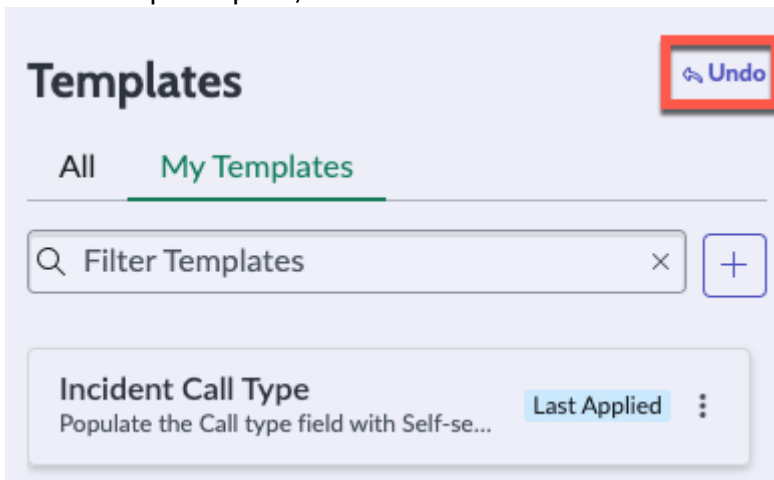 Templates
Undo
All My Templates
Filter Templates
Incident Call Type
Populate the Call type field with Self-se...
Last Applied